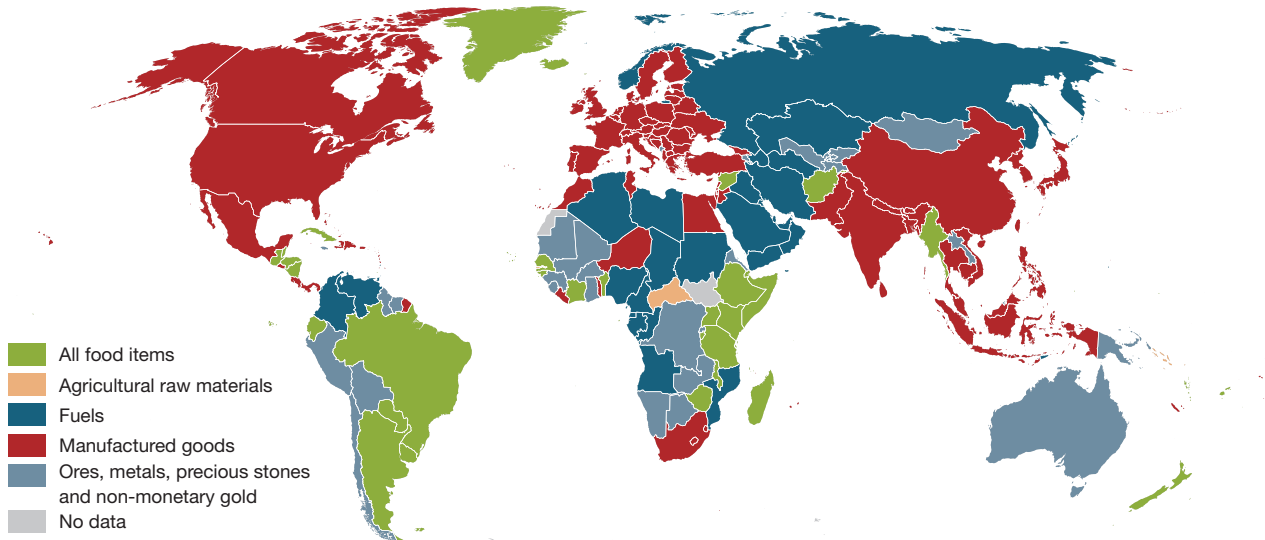 All food items
Agricultural raw materials
Fuels
Manufactured goods
Ores, metals, precious stones
and non-monetary gold
No data